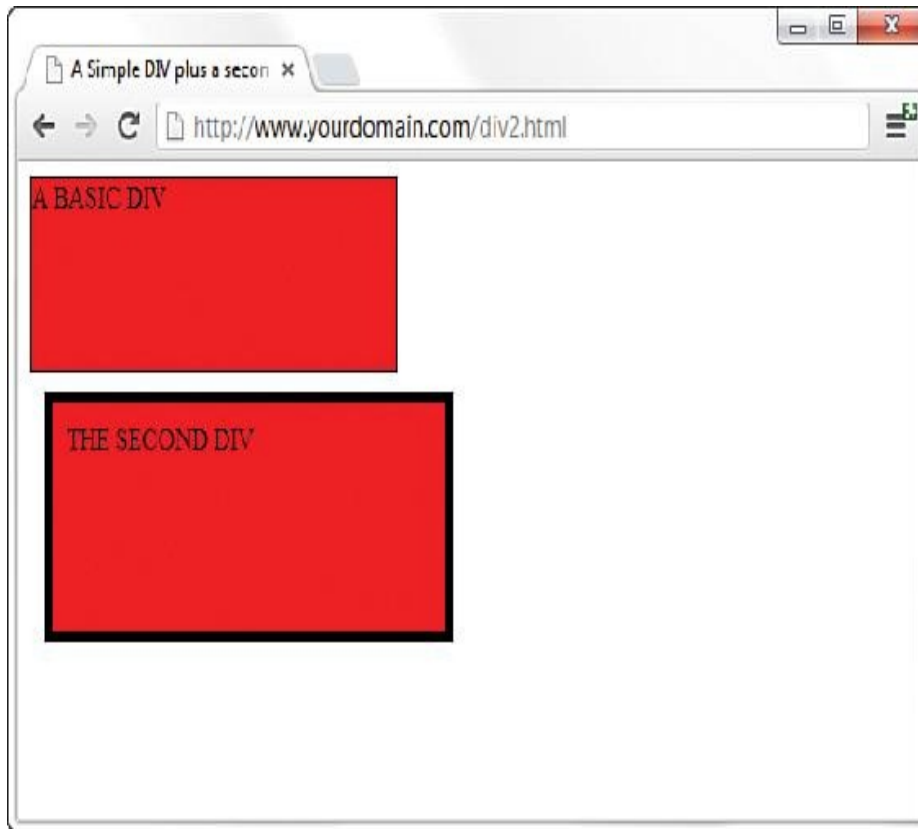 A Simple DIV plus a secon
http://www.yourdomain.com/div2.html
A BASIC DIV
THE SECOND DIV